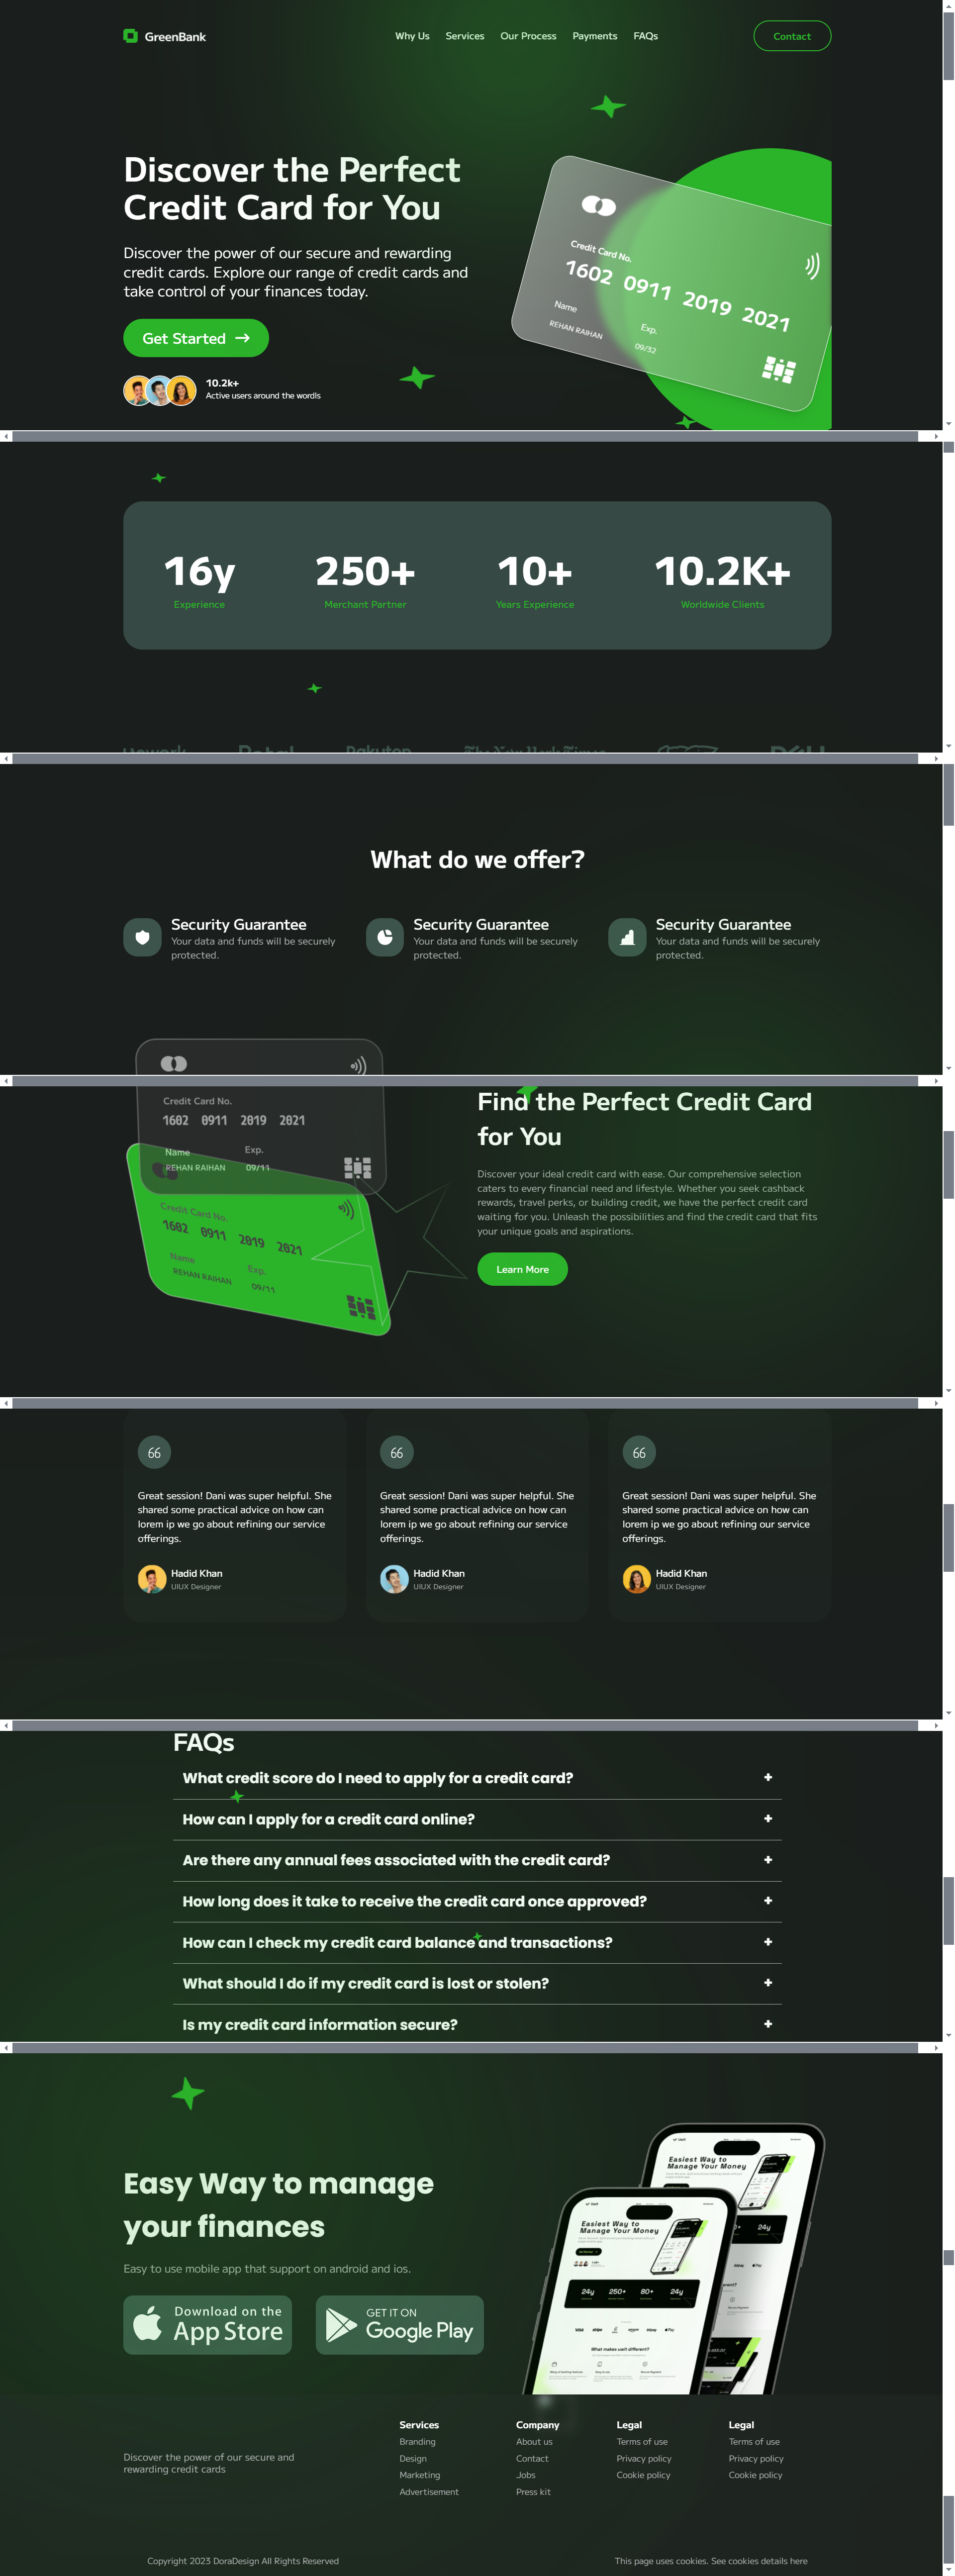 GreenBank
Why Us Services Our Process Payments FAQs
Contact
Discover the Perfect
Credit Card for You
Discover the power of our secure and rewarding
credit cards. Explore our range of credit cards and
take control of your finances today.
Get Started
10.2k+
Active users around the wordls
Credit Card No.
1602 0911 2019 2021
Name
Exp.
REHAN RAIHAN
09/32
16y 250+ 10+ 10.2K+
Experience Merchant Partner Years Experience Worldwide Clients
What do we offer?
Security Guarantee
Your data and funds will be securely
protected.
Security Guarantee
Your data and funds will be securely
protected.
Security Guarantee
Your data and funds will be securely
protected.
Credit Card No.
1602 0911 2019 2021
Name Exp.
REHAN RAIHAN 09/11
Credit Card No.
1602 0911 2019 2021
Name Exp.
REHAN RAIHAN 09/11
Find the Perfect Credit Card
for You
Discover your ideal credit card with ease. Our comprehensive selection
caters to every financial need and lifestyle. Whether you seek cashback
rewards, travel perks, or building credit, we have the perfect credit card
waiting for you. Unleash the possibilities and find the credit card that fits
your unique goals and aspirations.
Learn More
Great session! Dani was super helpful. She
shared some practical advice on how can
lorem ip we go about refining our service
offerings.
Hadid Khan
UIUX Designer
Great session! Dani was super helpful. She
shared some practical advice on how can
lorem ip we go about refining our service
offerings.
Hadid Khan
UIUX Designer
Great session! Dani was super helpful. She
shared some practical advice on how can
lorem ip we go about refining our service
offerings.
Hadid Khan
UIUX Designer
FAQs
What credit score do I need to apply for a credit card? +
How can I apply for a credit card online? +
Are there any annual fees associated with the credit card? +
How long does it take to receive the credit card once approved? +
How can I check my credit card balance and transactions? +
What should I do if my credit card is lost or stolen? +
Is my credit card information secure? +
Easy Way to manage
your finances
Easy to use mobile app that support on android and ios.
Download on the
App Store
GET IT ON
Google Play
Easiest Way to
Manage Your Money
24y
Easiest Way to
Manage Your Money
24y 250+ 80+ 24y
What makes us it different?
Discover the power of our secure and
rewarding credit cards
Services
Branding
Design
Marketing
Advertisement
Company
About us
Contact
Jobs
Press kit
Legal
Terms of use
Privacy policy
Cookie policy
Legal
Terms of use
Privacy policy
Cookie policy
Copyright 2023 DoraDesign All Rights Reserved
This page uses cookies. See cookies details here